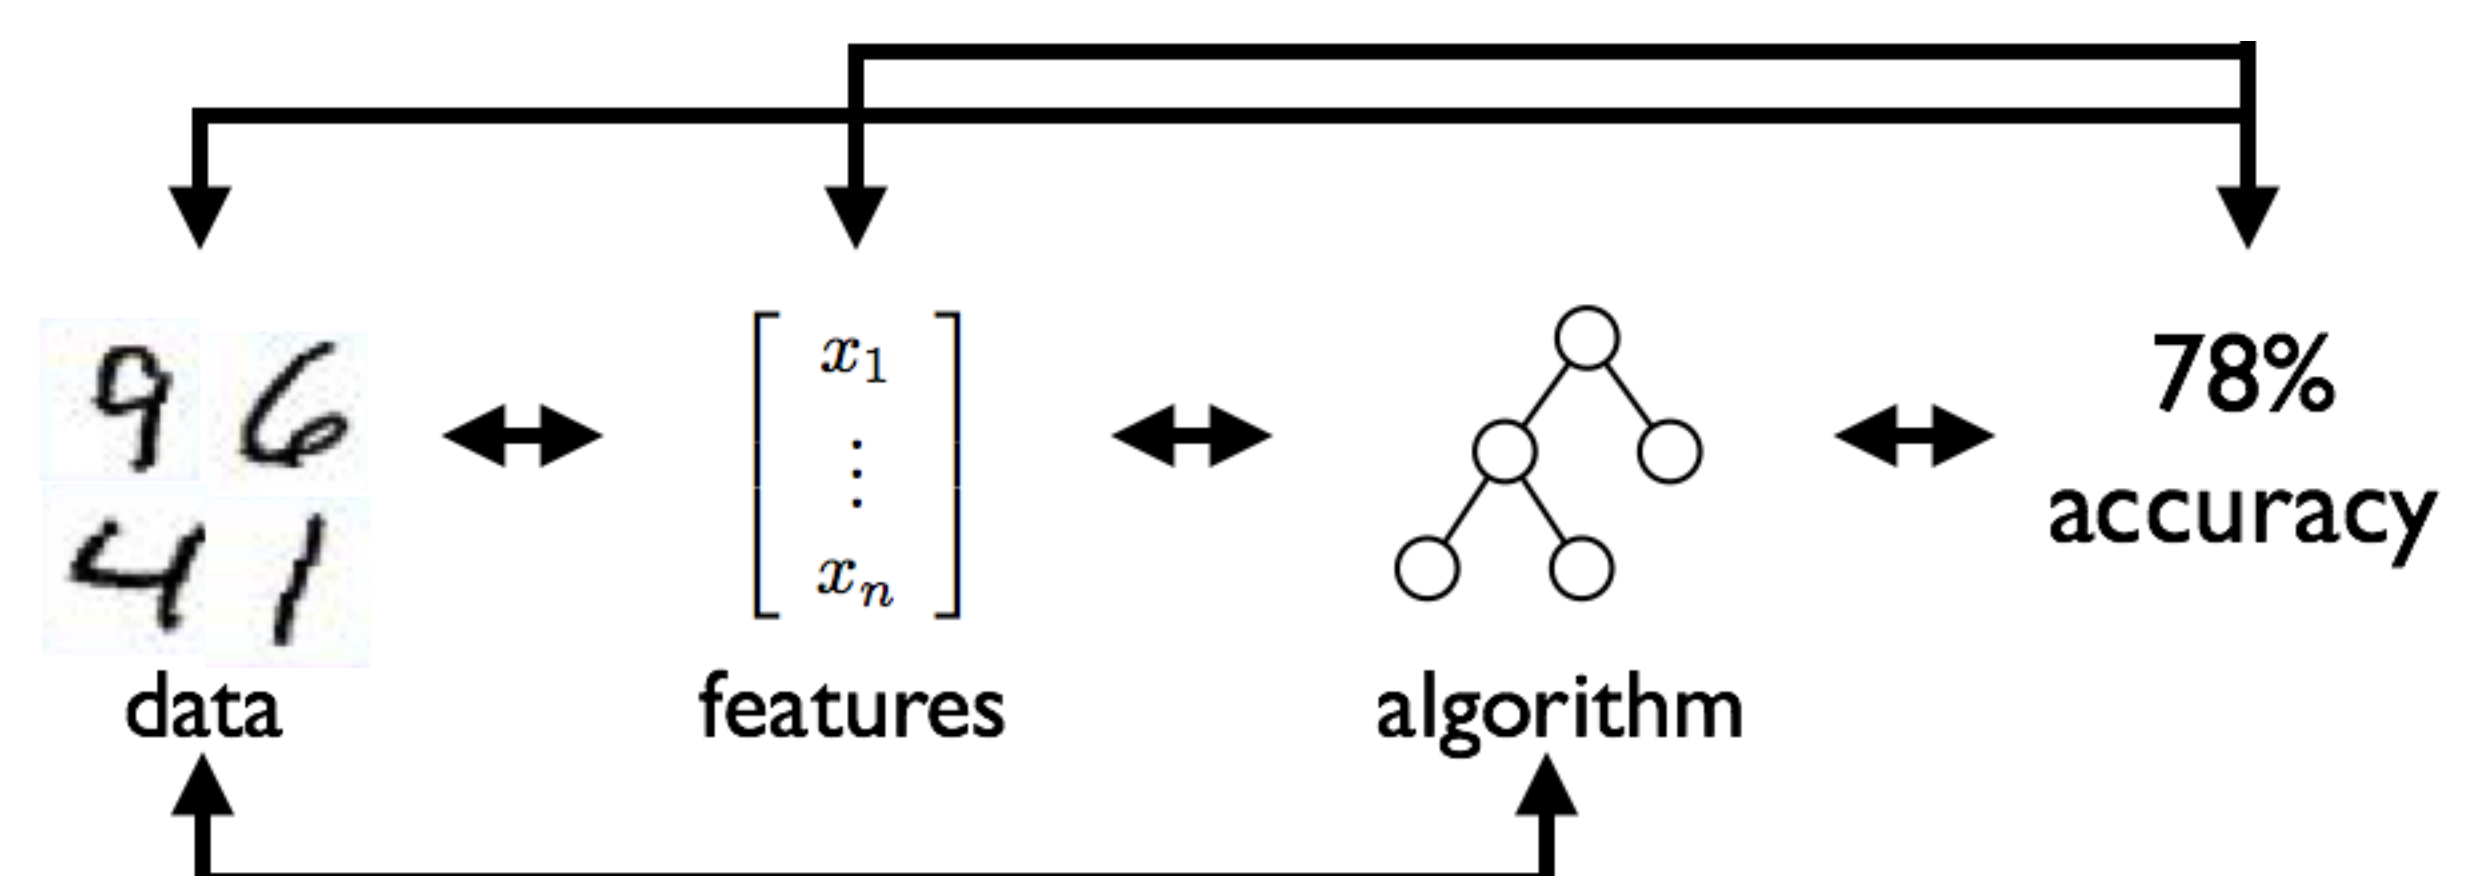 9 6
4 1
x₁
⋮
xₙ
78%
accuracy
data
features
algorithm